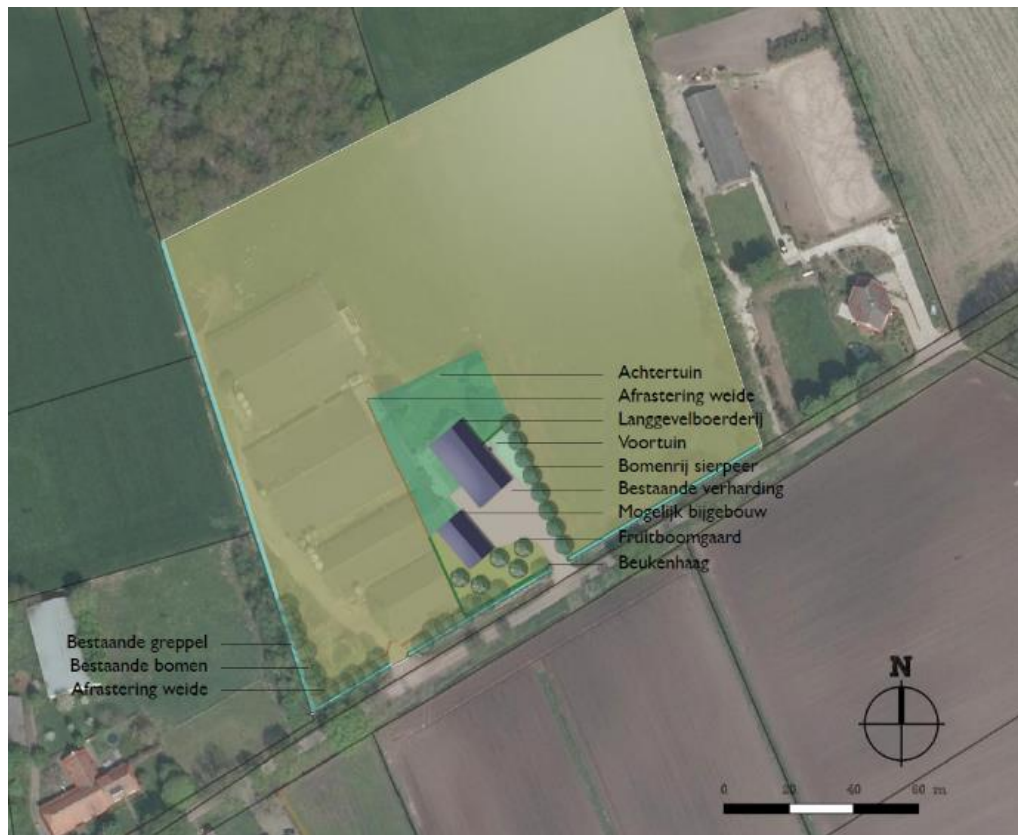 Achtertuin
Afrastering weide
Langgevelboerderij
Voortuin
Bomenrij sierpeer
Bestaande verharding
Mogelijk bijgebouw
Fruitboomgaard
Beukenhaag
Bestaande greppel
Bestaande bomen
Afrastering weide
N
0 20 40 60 m